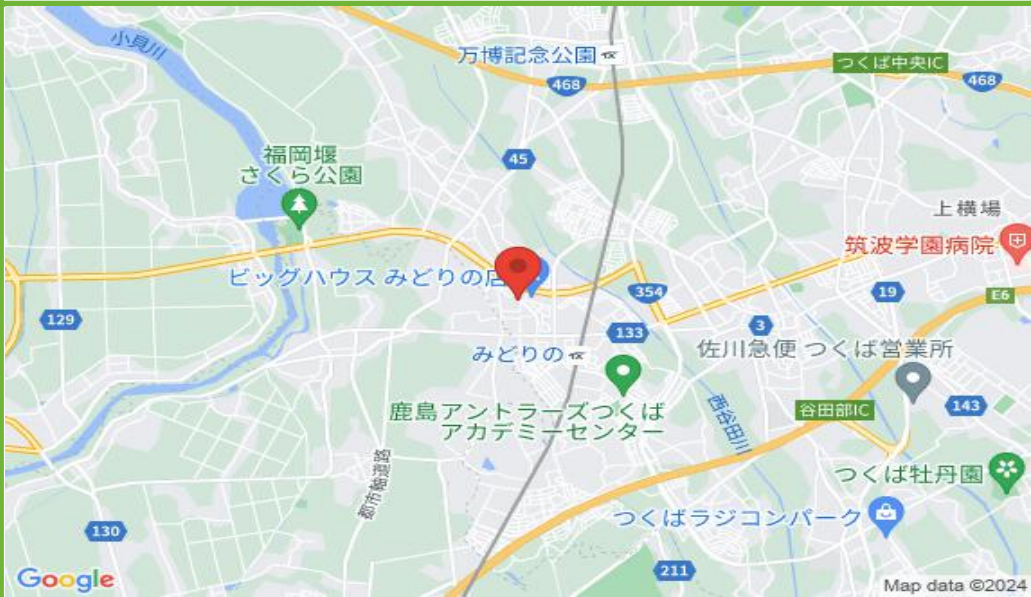 小貝川
万博記念公園
つくば中央IC
468
468
福岡堰
さくら公園
45
上横場
筑波学園病院
ビッグハウス みどりの店
354
19
E6
129
133
3
みどりの
佐川急便 つくば営業所
鹿島アントラーズつくば
アカデミーセンター
西谷田川
谷田部IC
143
都市軸道路
つくば牡丹園
つくばラジコンパーク
130
211
Google
Map data ©2024